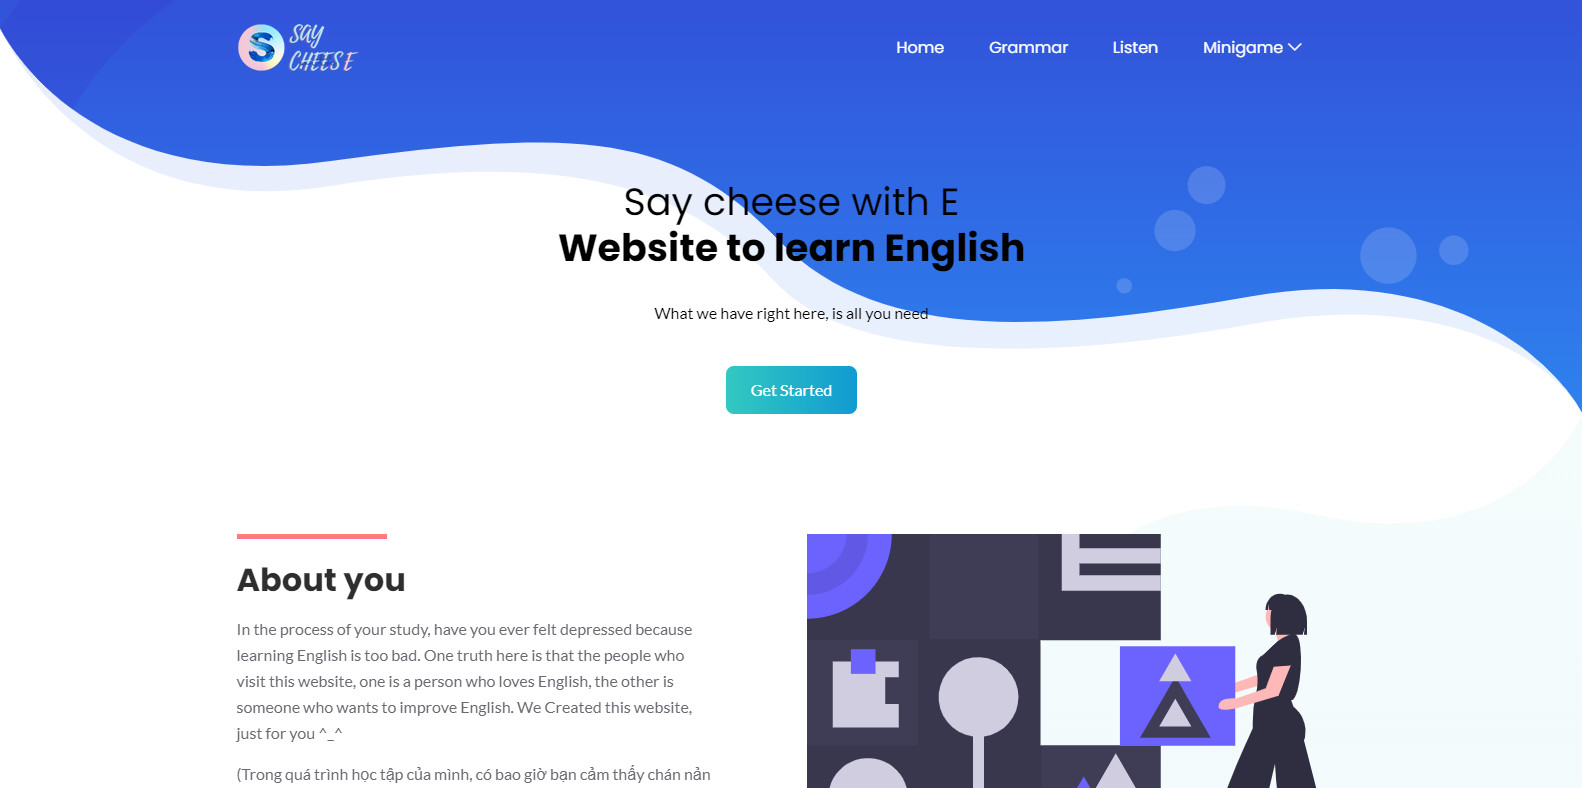 S
SAY
CHEESE
Home Grammar Listen Minigame
Say cheese with E
Website to learn English
What we have right here, is all you need
Get Started
About you
In the process of your study, have you ever felt depressed because
learning English is too bad. One truth here is that the people who
visit this website, one is a person who loves English, the other is
someone who wants to improve English. We Created this website,
just for you ^_^
(Trong quá trình học tập của mình, có bao giờ bạn cảm thấy chán nản